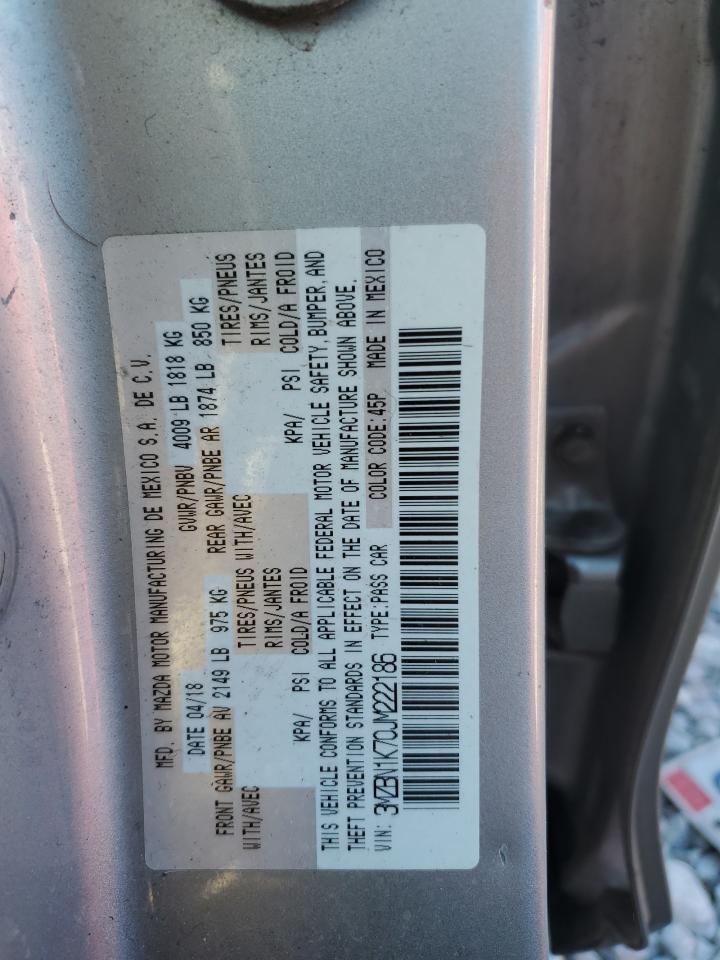 MFD. BY MAZDA MOTOR MANUFACTURING DE MEXICO S.A. DE C.V.
DATE 04/18 GVWR/PNBV 4009 LB 1818 KG
FRONT GAWR/PNBE AV 2149 LB 975 KG REAR GAWR/PNBE AR 1874 LB 850 KG
WITH/AVEC TIRES/PNEUS WITH/AVEC TIRES/PNEUS
RIMS/JANTES RIMS/JANTES
KPA/ PSI COLD/A FROID KPA/ PSI COLD/A FROID
THIS VEHICLE CONFORMS TO ALL APPLICABLE FEDERAL MOTOR VEHICLE SAFETY, BUMPER, AND
THEFT PREVENTION STANDARDS IN EFFECT ON THE DATE OF MANUFACTURE SHOWN ABOVE.
VIN: 3MZBN1K70JM222186 TYPE:PASS CAR COLOR CODE:45P MADE IN MEXICO